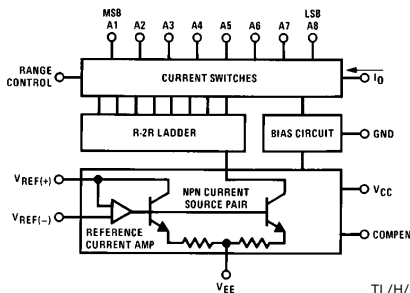 MSB LSB
A1 A2 A3 A4 A5 A6 A7 A8
RANGE
CONTROL
CURRENT SWITCHES
IO
R-2R LADDER
BIAS CIRCUIT
GND
VREF(+)
NPN CURRENT
SOURCE PAIR
VCC
VREF(−)
REFERENCE
CURRENT AMP
COMPEN
VEE
TL/H/